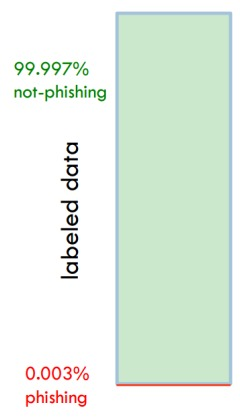 99.997%
not-phishing
labeled data
0.003%
phishing